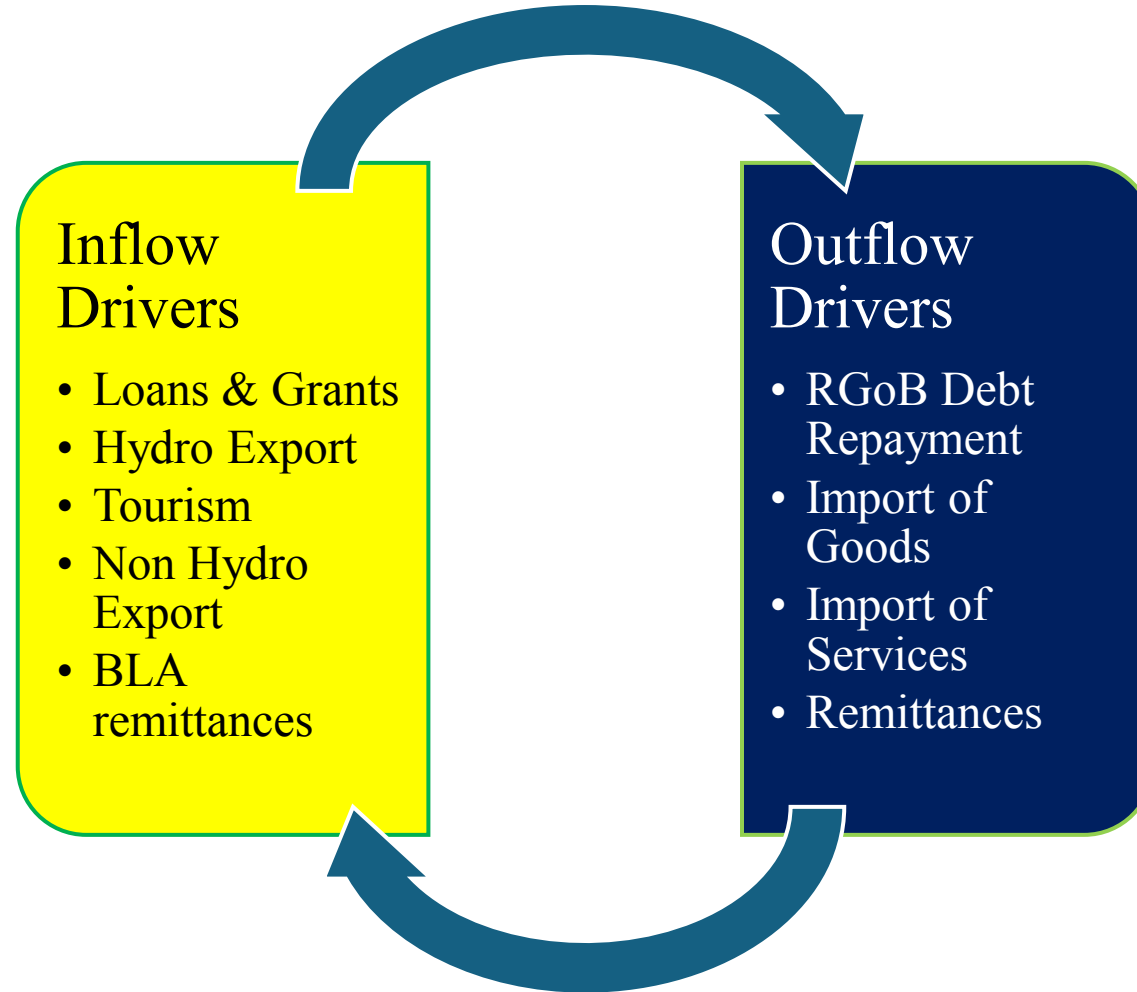 Inflow
Drivers
• Loans & Grants
• Hydro Export
• Tourism
• Non Hydro
Export
• BLA
remittances
Outflow
Drivers
• RGoB Debt
Repayment
• Import of
Goods
• Import of
Services
• Remittances